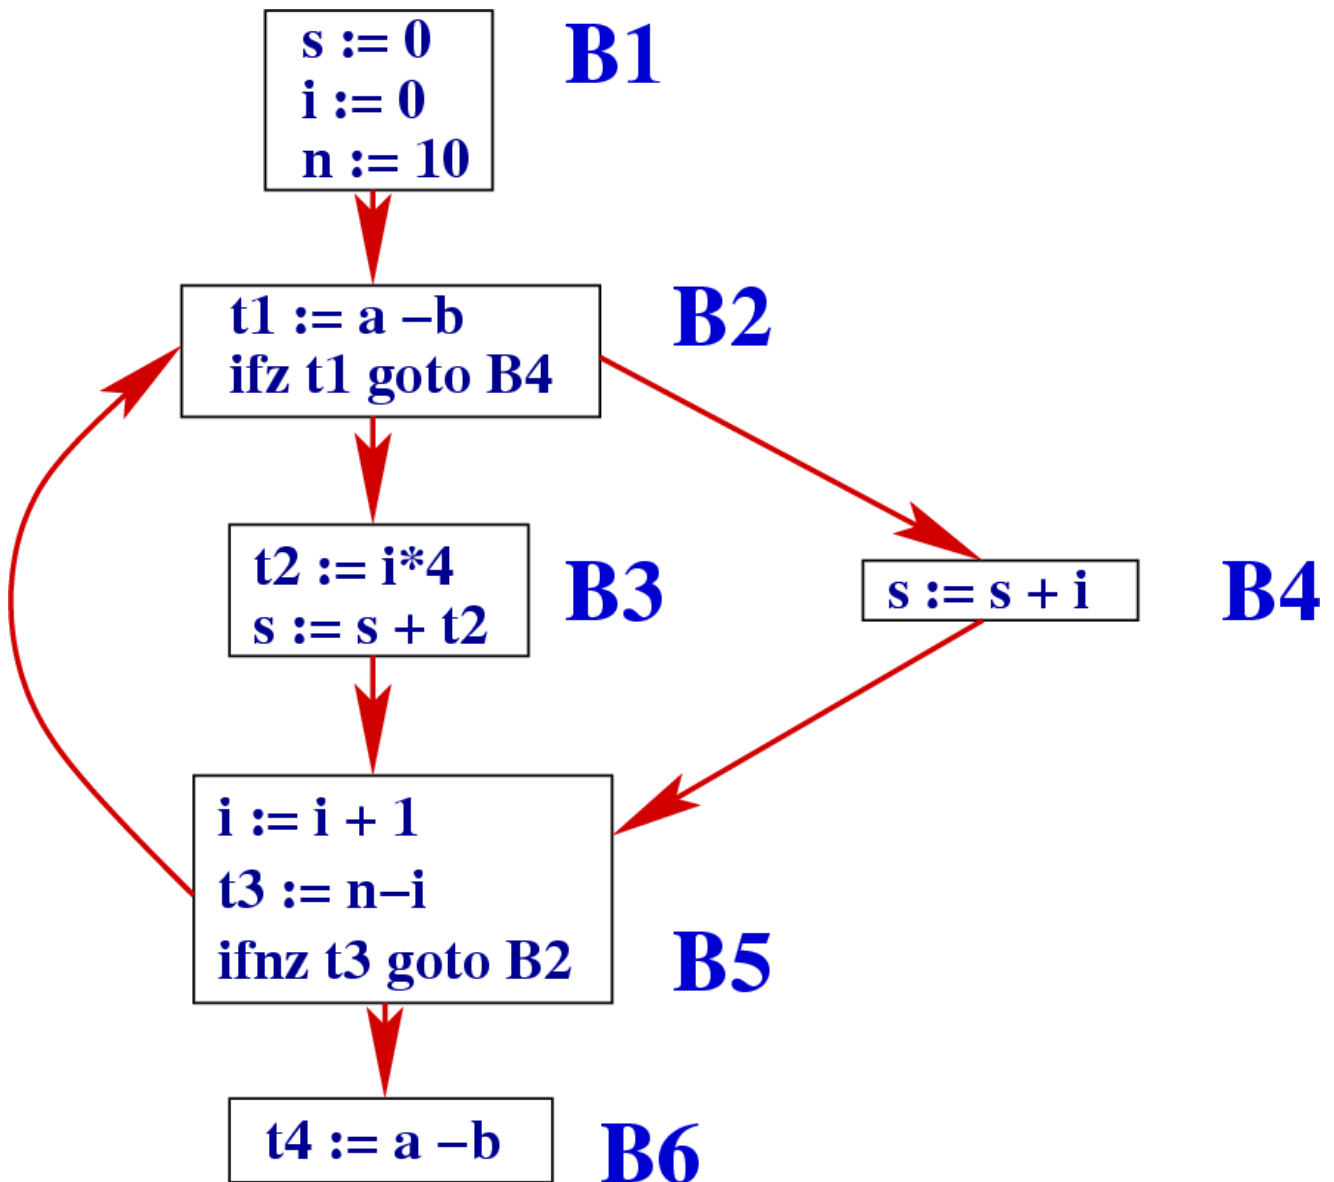 s := 0
i := 0
n := 10
B1
t1 := a −b
ifz t1 goto B4
B2
t2 := i*4
s := s + t2
B3
s := s + i
B4
i := i + 1
t3 := n−i
ifnz t3 goto B2
B5
t4 := a −b
B6